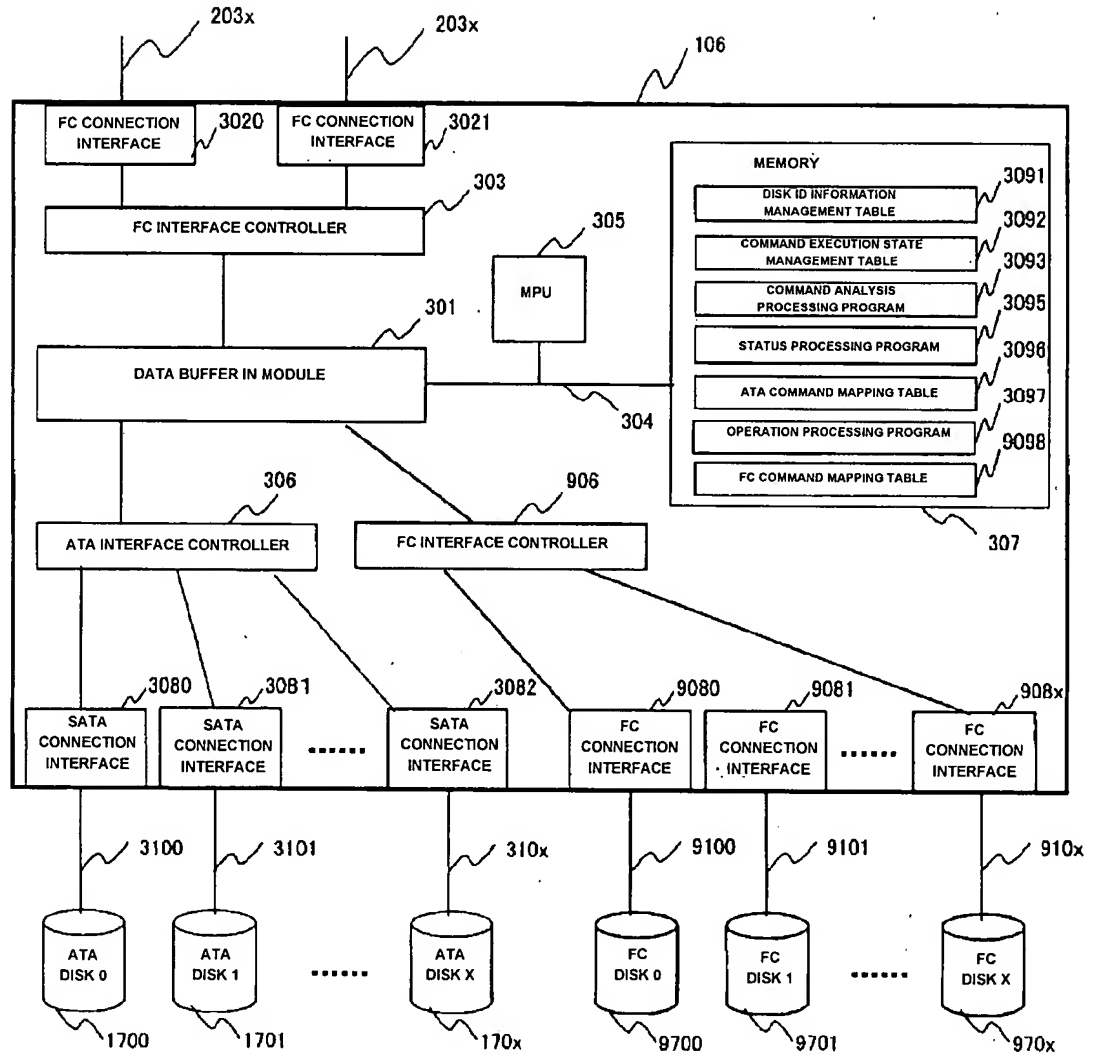 203x
203x
106
FC CONNECTION
INTERFACE
3020
FC CONNECTION
INTERFACE
3021
303
FC INTERFACE CONTROLLER
305
MPU
301
DATA BUFFER IN MODULE
304
MEMORY
DISK ID INFORMATION
MANAGEMENT TABLE
3091
COMMAND EXECUTION STATE
MANAGEMENT TABLE
3092
COMMAND ANALYSIS
PROCESSING PROGRAM
3093
STATUS PROCESSING PROGRAM
3095
ATA COMMAND MAPPING TABLE
3096
OPERATION PROCESSING PROGRAM
3097
FC COMMAND MAPPING TABLE
9098
307
306
ATA INTERFACE CONTROLLER
906
FC INTERFACE CONTROLLER
3080
SATA
CONNECTION
INTERFACE
3081
SATA
CONNECTION
INTERFACE
3082
SATA
CONNECTION
INTERFACE
9080
FC
CONNECTION
INTERFACE
9081
FC
CONNECTION
INTERFACE
908x
FC
CONNECTION
INTERFACE
3100
3101
310x
9100
9101
910x
ATA
DISK 0
ATA
DISK 1
ATA
DISK X
FC
DISK 0
FC
DISK 1
FC
DISK X
1700
1701
170x
9700
9701
970x